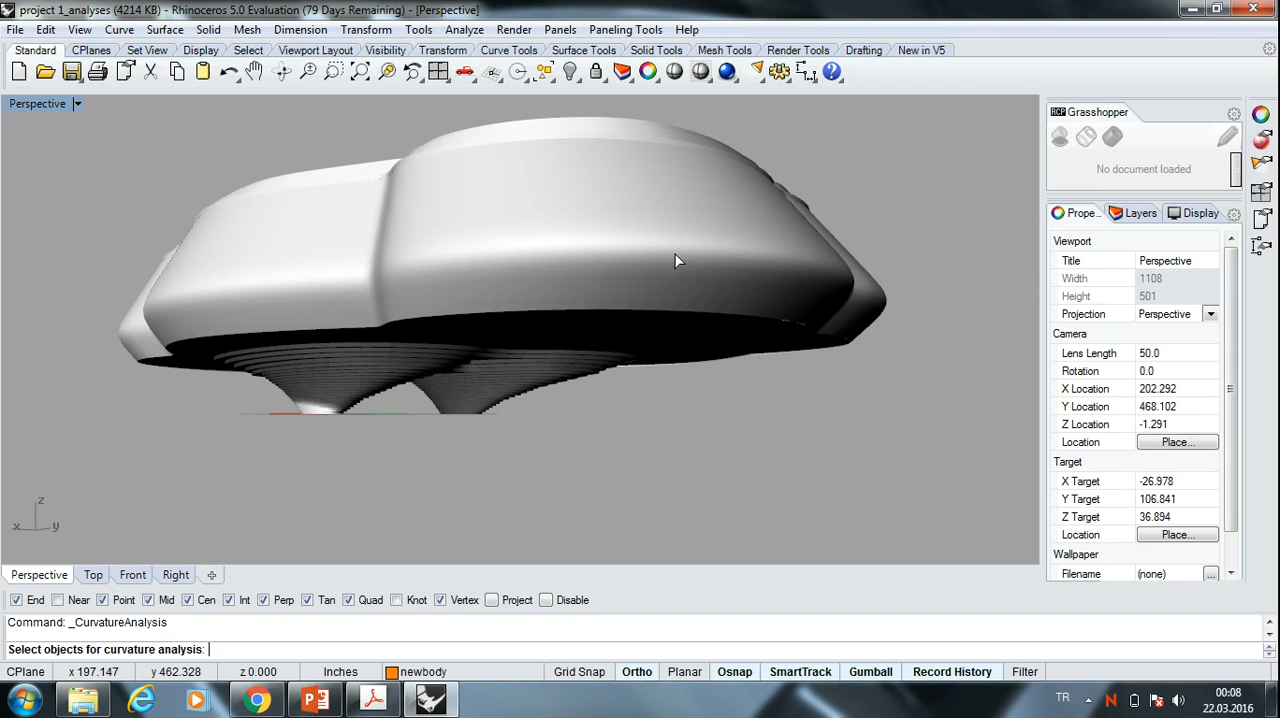 project 1_analyses (4214 KB) - Rhinoceros 5.0 Evaluation (79 Days Remaining) - [Perspective]
File Edit View Curve Surface Solid Mesh Dimension Transform Tools Analyze Render Panels Paneling Tools Help
Standard CPlanes Set View Display Select Viewport Layout Visibility Transform Curve Tools Surface Tools Solid Tools Mesh Tools Render Tools Drafting New in V5
Perspective
RCP Grasshopper
No document loaded
Prope... Layers Display
Viewport
Title Perspective
Width 1108
Height 501
Projection Perspective
Camera
Lens Length 50.0
Rotation 0.0
X Location 202.292
Y Location 468.102
Z Location -1.291
Location Place...
Target
X Target -26.978
Y Target 106.841
Z Target 36.894
Location Place...
Wallpaper
Filename (none) ...
z
x y
Perspective Top Front Right
End Near Point Mid Cen Int Perp Tan Quad Knot Vertex Project Disable
Command: _CurvatureAnalysis
Select objects for curvature analysis:
CPlane x 197.147 y 462.328 z 0.000 Inches newbody Grid Snap Ortho Planar Osnap SmartTrack Gumball Record History Filter
TR 00:08
22.03.2016